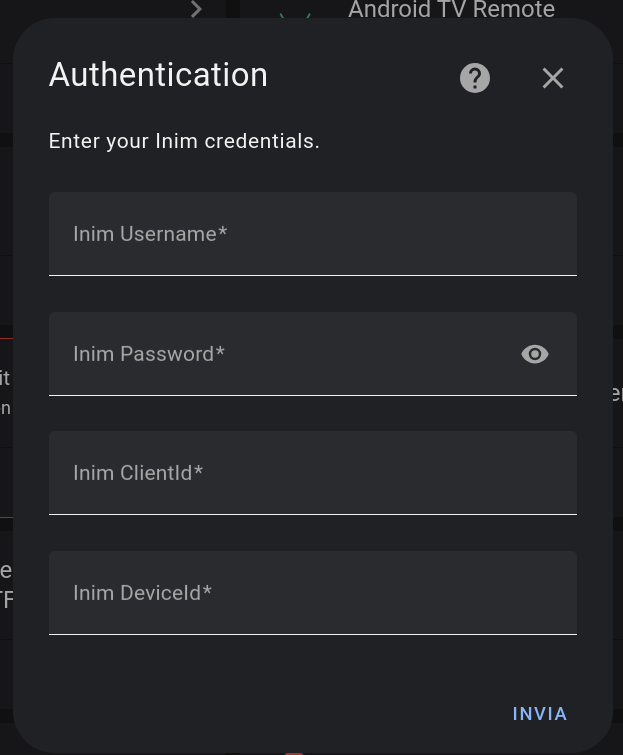 Android TV Remote
Authentication
Enter your Inim credentials.
Inim Username*
Inim Password*
Inim ClientId*
Inim DeviceId*
INVIA